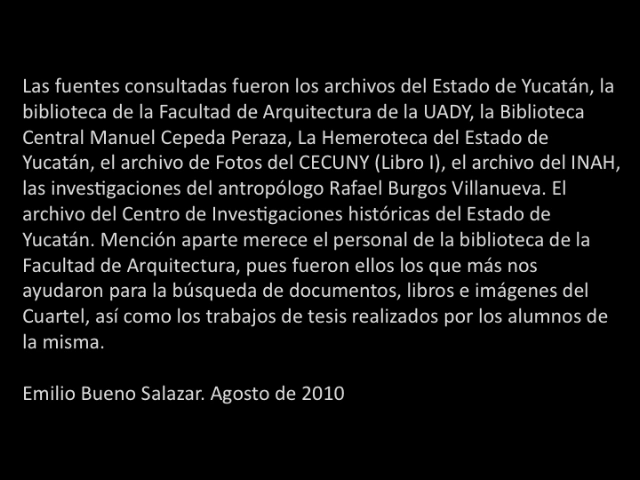 Las fuentes consultadas fueron los archivos del Estado de Yucatán, la
biblioteca de la Facultad de Arquitectura de la UADY, la Biblioteca
Central Manuel Cepeda Peraza, La Hemeroteca del Estado de
Yucatán, el archivo de Fotos del CECUNY (Libro I), el archivo del INAH,
las investigaciones del antropólogo Rafael Burgos Villanueva. El
archivo del Centro de Investigaciones históricas del Estado de
Yucatán. Mención aparte merece el personal de la biblioteca de la
Facultad de Arquitectura, pues fueron ellos los que más nos
ayudaron para la búsqueda de documentos, libros e imágenes del
Cuartel, así como los trabajos de tesis realizados por los alumnos de
la misma.

Emilio Bueno Salazar. Agosto de 2010